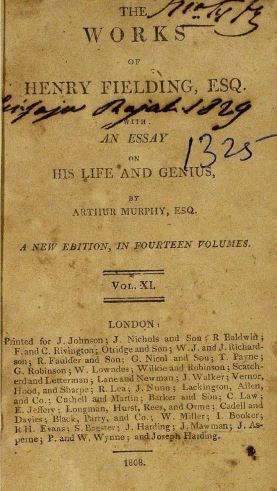 THE
WORKS
OF
HENRY FIELDING, ESQ.
1829
WITH
AN ESSAY
1325
ON
HIS LIFE AND GENIUS,
BY
ARTHUR MURPHY, ESQ.
A NEW EDITION, IN FOURTEEN VOLUMES.
VOL. XI.
LONDON:
Printed for J. Johnson; J. Nichols and Son; R Baldwin;
F. and C. Rivington; Otridge and Son; W. J. and J. Richard-
son; R. Faulder and Son; G. Nicol and Son; T. Payne;
G. Robinson; W. Lowndes; Wilkie and Robinson; Scatch-
erd and Letterman; Lane and Newman; J. Walker; Vernor,
Hood, and Sharpe; R. Lea; J. Nunn; Lackington, Allen,
and Co.; Cuthell and Martin; Barker and Son; C. Law;
E. Jeffery; Longman, Hurst, Rees, and Orme; Cadell and
Davies; Black, Parry, and Co.; W. Miller; J. Booker;
R. H. Evans; S. Bagster; J. Harding; J. Mawman; J. As-
perne; P. and W. Wynne; and Joseph Harding.
1808.